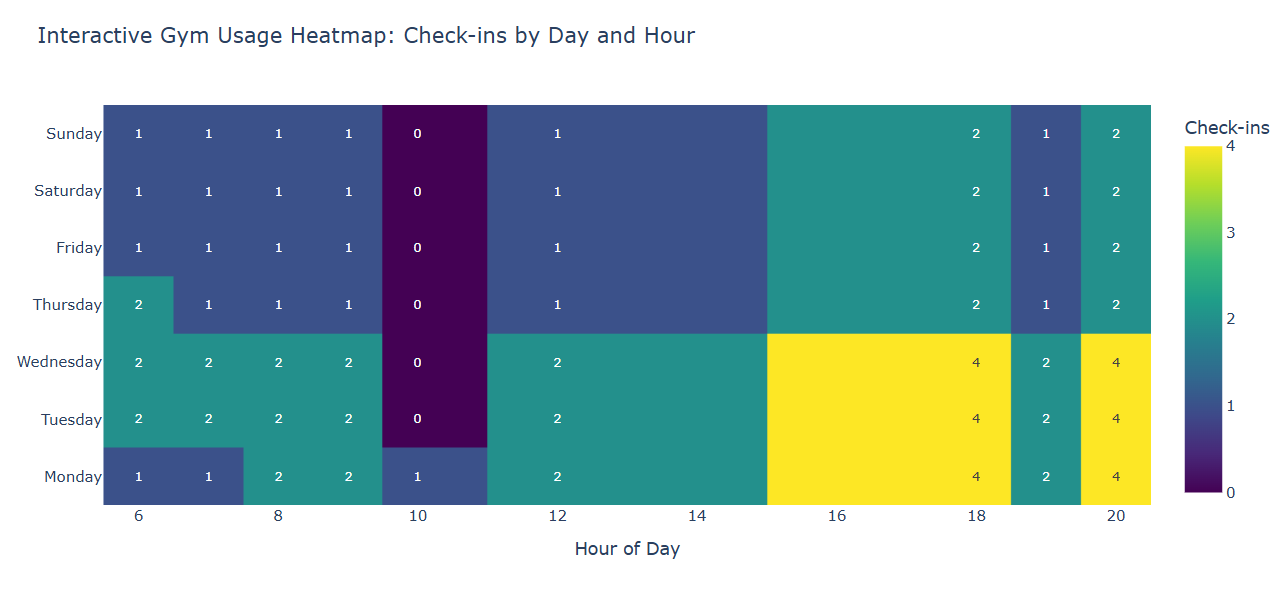 Interactive Gym Usage Heatmap: Check-ins by Day and Hour
Check-ins
Sunday 1 1 1 1 0 1 2 1 2
Saturday 1 1 1 1 0 1 2 1 2
Friday 1 1 1 1 0 1 2 1 2
Thursday 2 1 1 1 0 1 2 1 2
Wednesday 2 2 2 2 0 2 4 2 4
Tuesday 2 2 2 2 0 2 4 2 4
Monday 1 1 2 2 1 2 4 2 4
6 8 10 12 14 16 18 20
Hour of Day
4
3
2
1
0